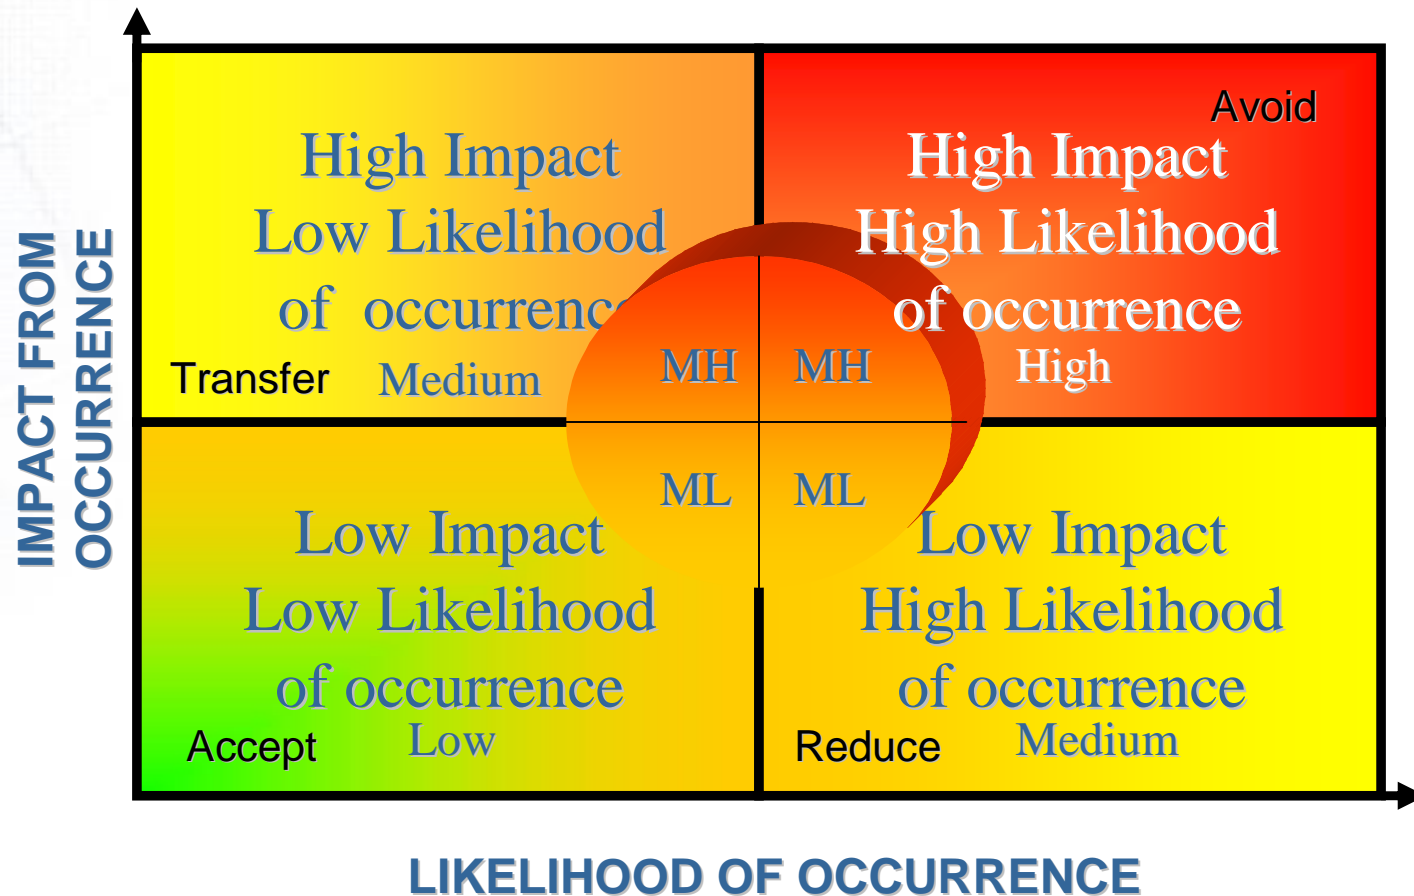 IMPACT FROM
OCCURRENCE
High Impact
Low Likelihood
of occurrence
Transfer
Medium
Avoid
High Impact
High Likelihood
of occurrence
High
MH
MH
ML
ML
Low Impact
Low Likelihood
of occurrence
Accept
Low
Low Impact
High Likelihood
of occurrence
Reduce
Medium
LIKELIHOOD OF OCCURRENCE